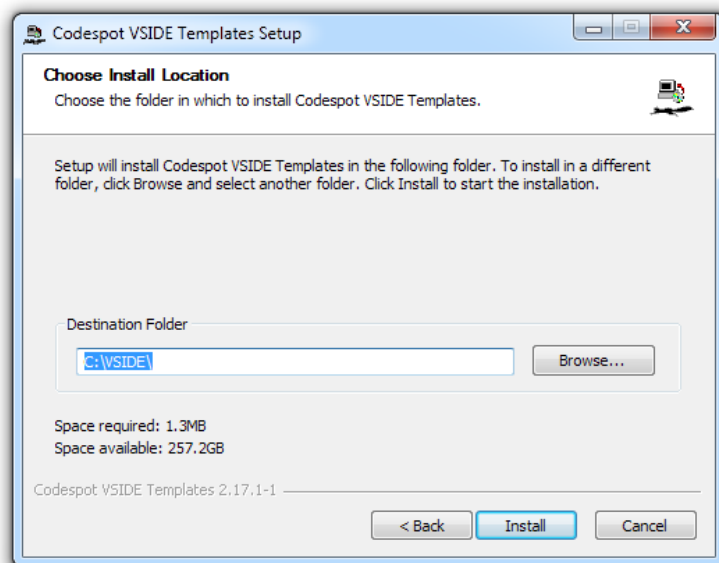 Codespot VSIDE Templates Setup
Choose Install Location
Choose the folder in which to install Codespot VSIDE Templates.
Setup will install Codespot VSIDE Templates in the following folder. To install in a different
folder, click Browse and select another folder. Click Install to start the installation.
Destination Folder
C:\VSIDE\
Browse...
Space required: 1.3MB
Space available: 257.2GB
Codespot VSIDE Templates 2.17.1-1
< Back
Install
Cancel